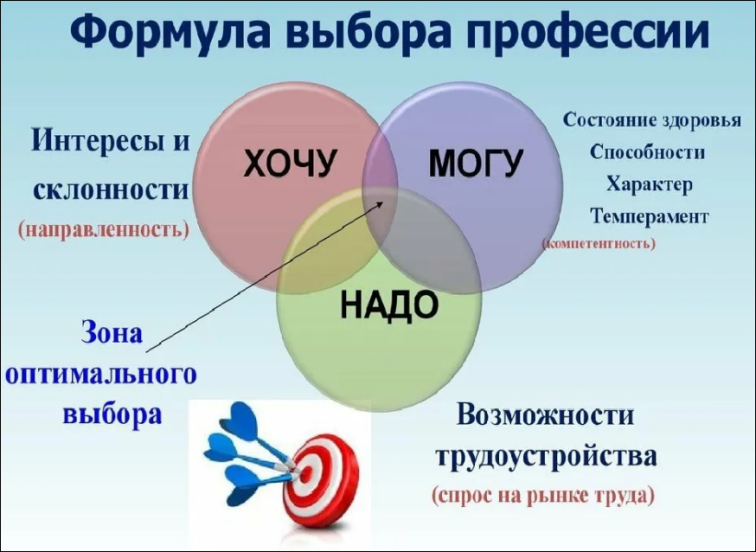 Формула выбора профессии
Интересы и
склонности
(направленность)
ХОЧУ
МОГУ
Состояние здоровья
Способности
Характер
Темперамент
(компетентность)
НАДО
Зона
оптимального
выбора
Возможности
трудоустройства
(спрос на рынке труда)